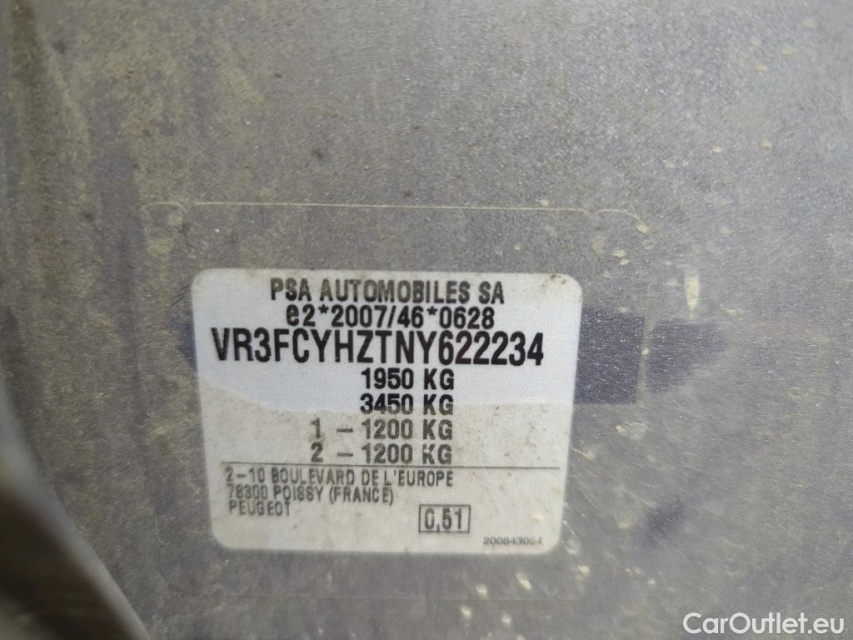 PSA AUTOMOBILES SA
e2*2007/46*0628
VR3FCYHZTNY622234
1950 KG
3450 KG
1 - 1200 KG
2 - 1200 KG
2-10 BOULEVARD DE L'EUROPE
78300 POISSY (FRANCE)
PEUGEOT
0,51
200843064
CarOutlet.eu